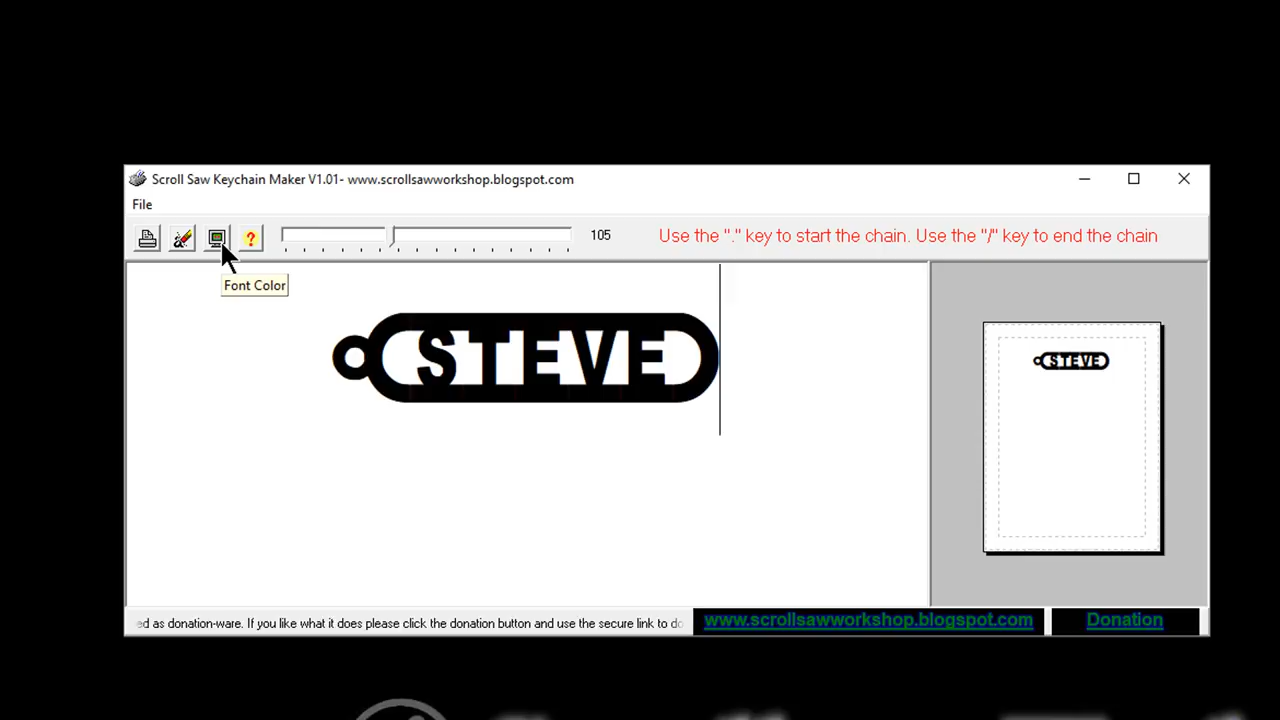 Scroll Saw Keychain Maker V1.01- www.scrollsawworkshop.blogspot.com
File
105
Use the "." key to start the chain. Use the "/" key to end the chain
Font Color
STEVE
STEVE
ed as donation-ware. If you like what it does please click the donation button and use the secure link to do
www.scrollsawworkshop.blogspot.com
Donation